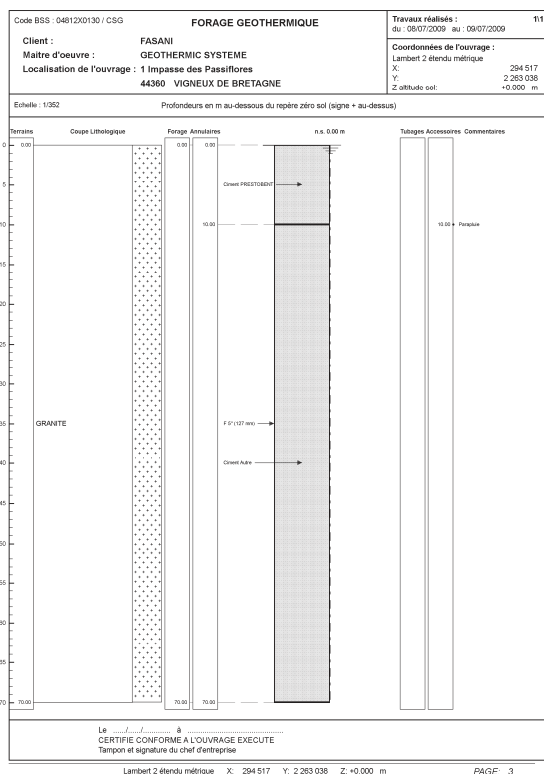 Code BSS : 04812X0130 / CSG
FORAGE GEOTHERMIQUE
Travaux réalisés : 1\1
du : 08/07/2009 au : 09/07/2009
Client : FASANI
Maitre d'oeuvre : GEOTHERMIC SYSTEME
Localisation de l'ouvrage : 1 Impasse des Passiflores
44360 VIGNEUX DE BRETAGNE
Coordonnées de l'ouvrage :
Lambert 2 étendu métrique
X: 294 517
Y: 2 263 038
Z altitude sol: +0.000 m
Echelle : 1/352
Profondeurs en m au-dessous du repère zéro sol (signe + au-dessus)
Terrains Coupe Lithologique Forage Annulaires n.s. 0.00 m Tubages Accessoires Commentaires
0 0.00 0.00 0.00
5 Ciment PRESTOBENT
10 10.00 10.00 Parapluie
15
20
25
30
35 GRANITE F 5" (127 mm)
40 Ciment Autre
45
50
55
60
65
70 70.00 70.00 70.00
Le ....../....../............. à ..............................................
CERTIFIE CONFORME A L'OUVRAGE EXECUTE
Tampon et signature du chef d'entreprise
Lambert 2 étendu métrique X: 294 517 Y: 2 263 038 Z: +0.000 m PAGE: 3